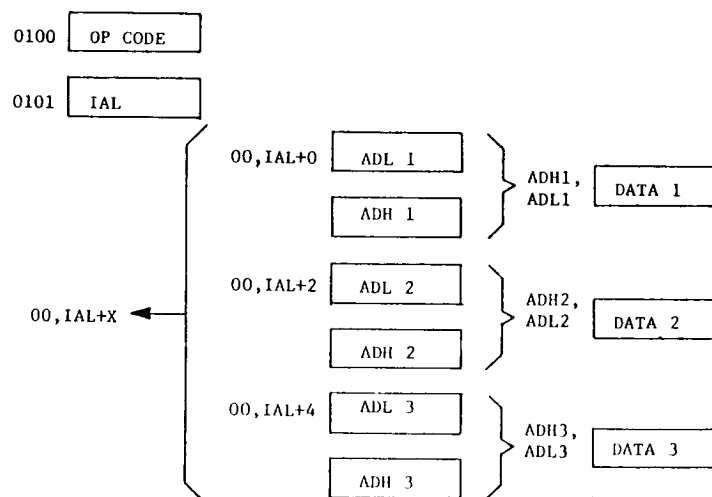 0100 OP CODE
0101 IAL
00,IAL+0 ADL 1
ADH 1
ADH1,
ADL1
DATA 1
00,IAL+2 ADL 2
ADH 2
ADH2,
ADL2
DATA 2
00,IAL+X
00,IAL+4 ADL 3
ADH 3
ADH3,
ADL3
DATA 3